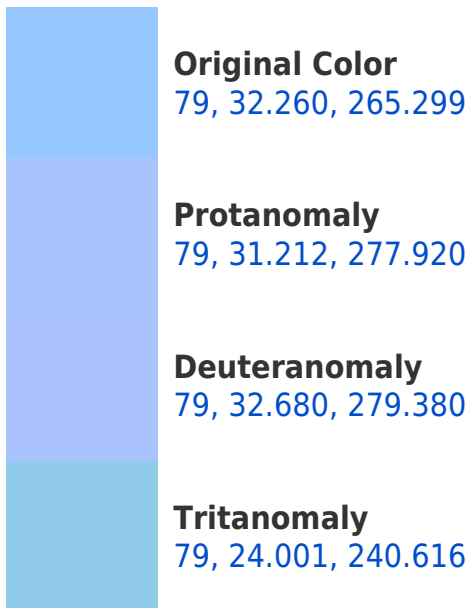 Original Color
79, 32.260, 265.299
Protanomaly
79, 31.212, 277.920
Deuteranomaly
79, 32.680, 279.380
Tritanomaly
79, 24.001, 240.616